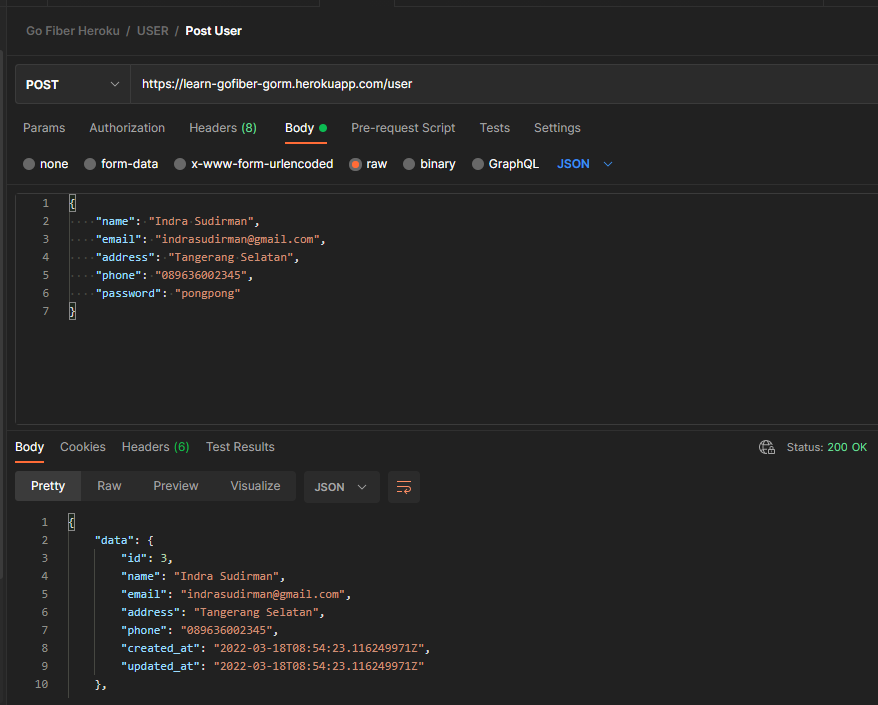 Go Fiber Heroku / USER / Post User
POST https://learn-gofiber-gorm.herokuapp.com/user
Params Authorization Headers (8) Body Pre-request Script Tests Settings
none form-data x-www-form-urlencoded raw binary GraphQL JSON
1 {
2 ····"name":·"Indra·Sudirman",
3 ····"email":·"indrasudirman@gmail.com",
4 ····"address":·"Tangerang·Selatan",
5 ····"phone":·"089636002345",
6 ····"password":·"pongpong"
7 }
Body Cookies Headers (6) Test Results Status: 200 OK
Pretty Raw Preview Visualize JSON
1 {
2 "data": {
3 "id": 3,
4 "name": "Indra Sudirman",
5 "email": "indrasudirman@gmail.com",
6 "address": "Tangerang Selatan",
7 "phone": "089636002345",
8 "created_at": "2022-03-18T08:54:23.116249971Z",
9 "updated_at": "2022-03-18T08:54:23.116249971Z"
10 },